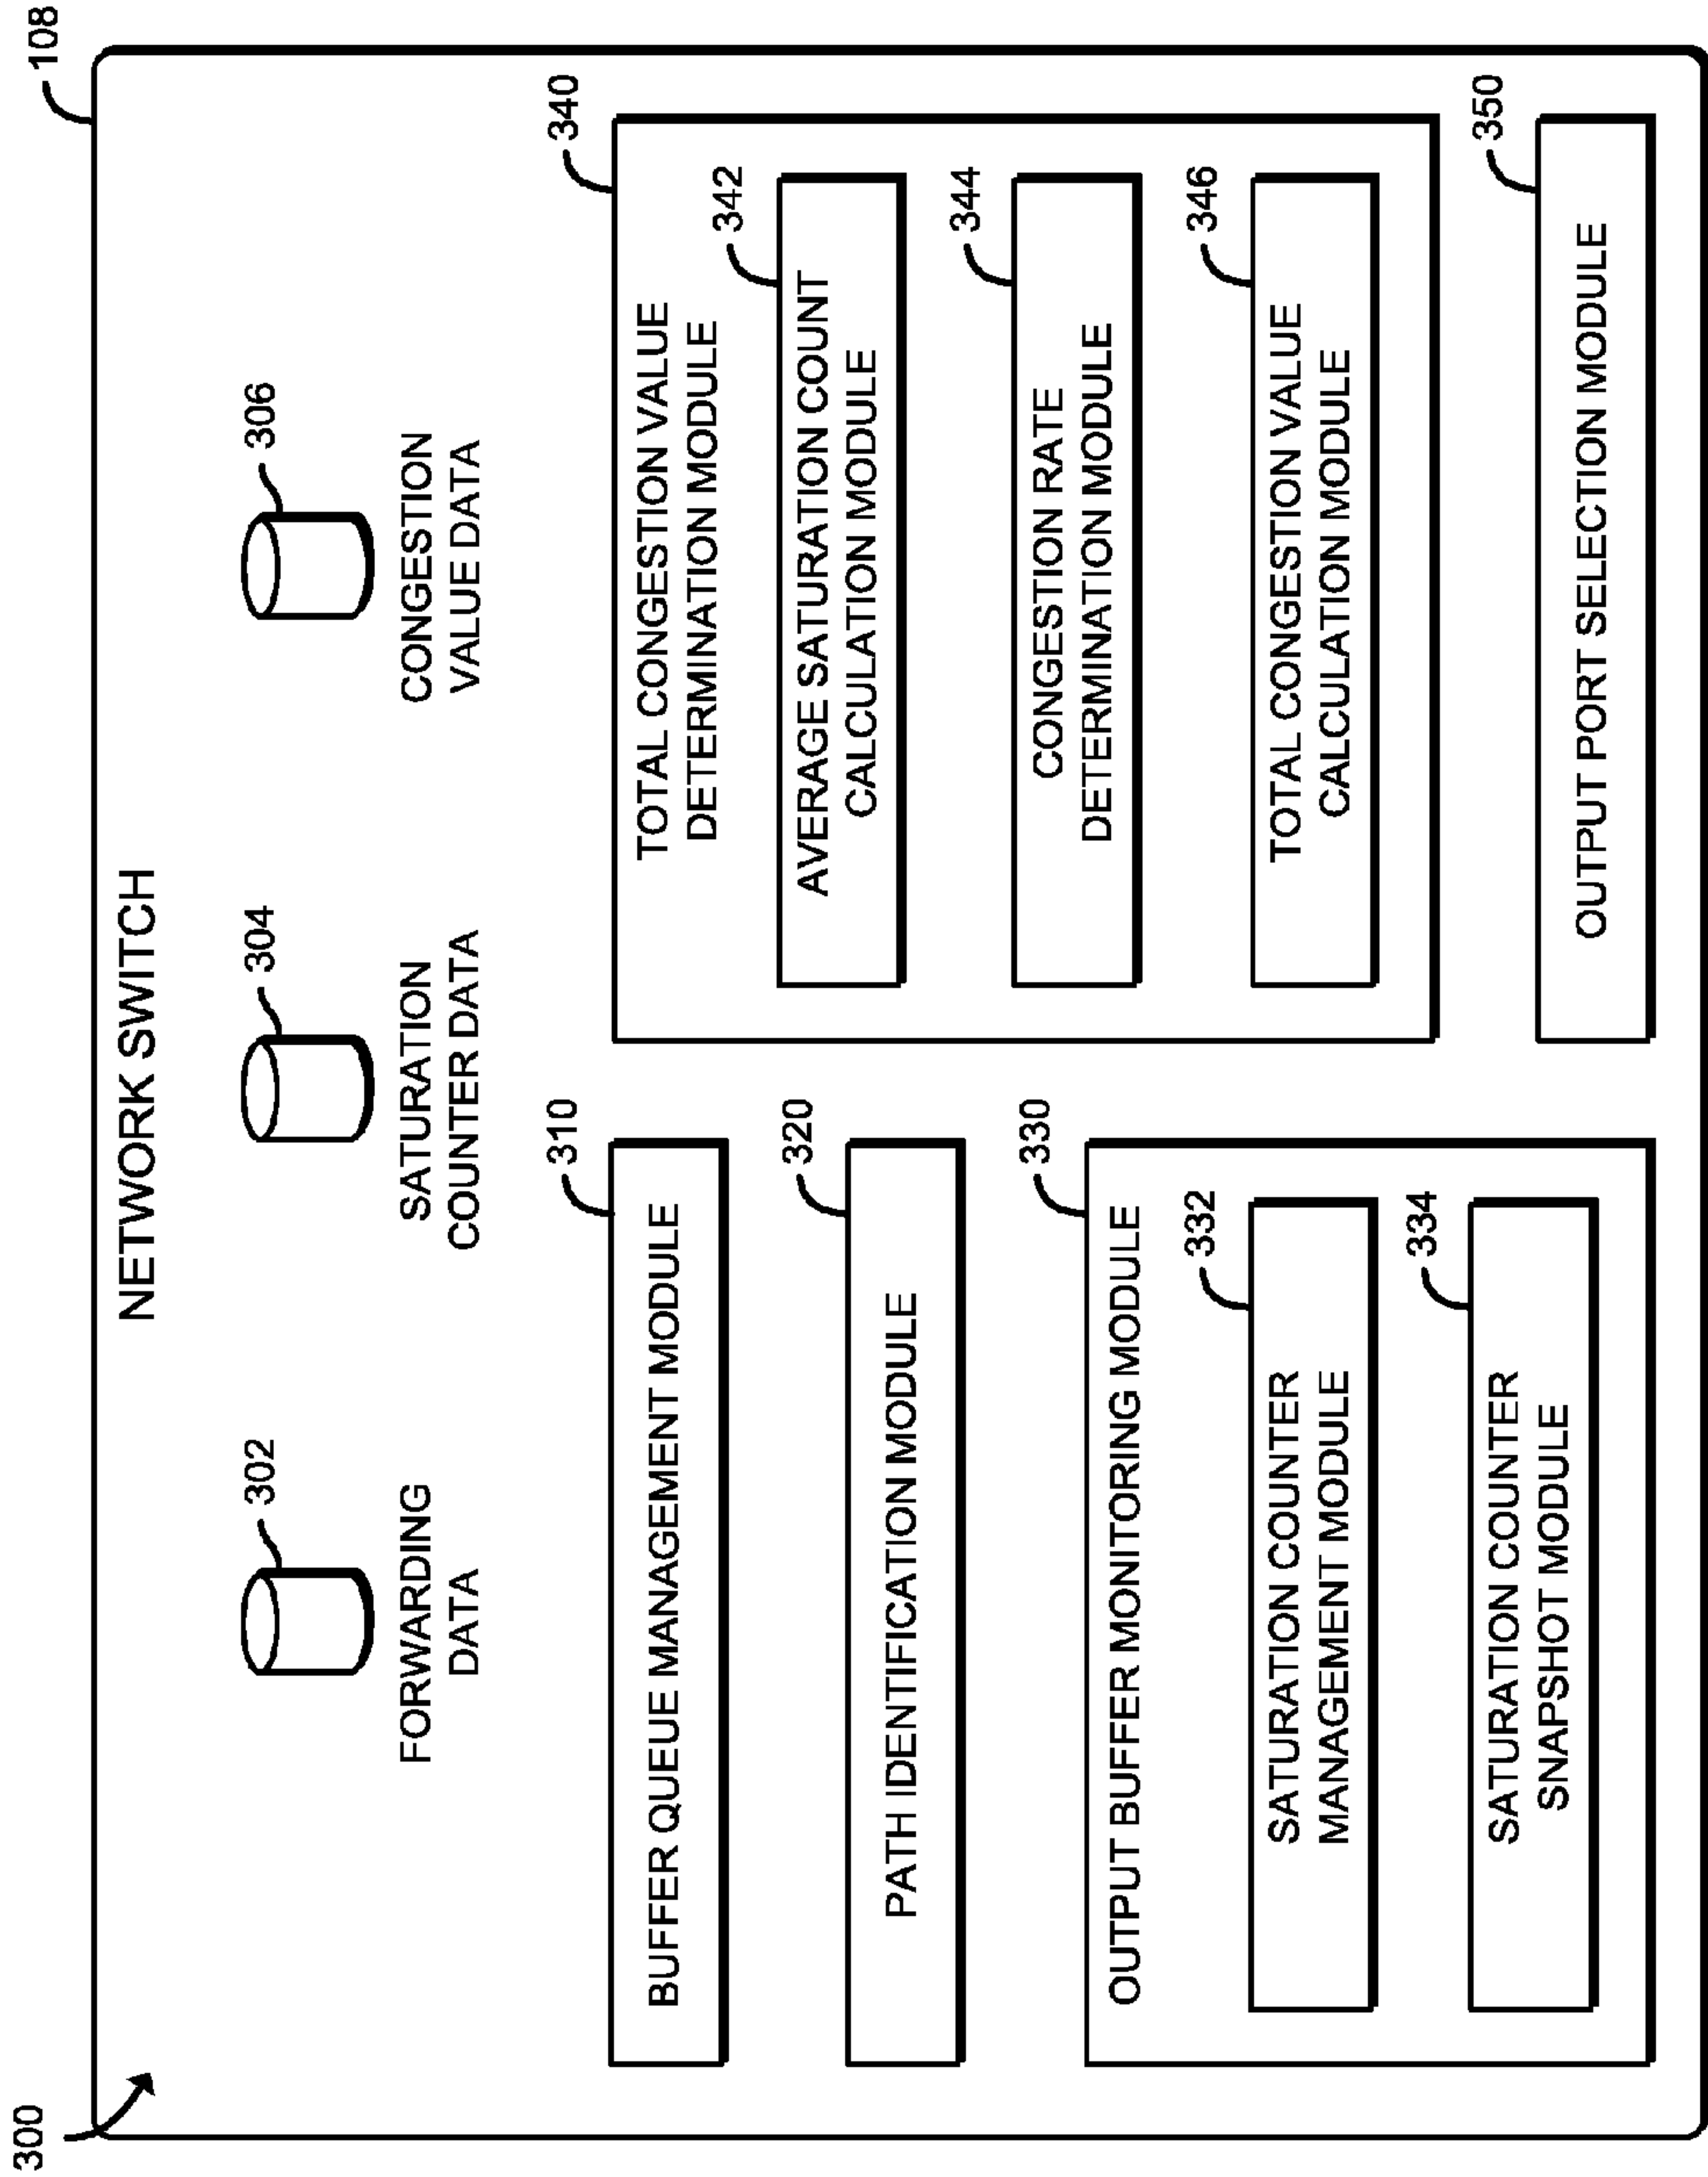 300
108
NETWORK SWITCH
302
FORWARDING
DATA
304
SATURATION
COUNTER DATA
306
CONGESTION
VALUE DATA
310
BUFFER QUEUE MANAGEMENT MODULE
320
PATH IDENTIFICATION MODULE
330
OUTPUT BUFFER MONITORING MODULE
332
SATURATION COUNTER
MANAGEMENT MODULE
334
SATURATION COUNTER
SNAPSHOT MODULE
340
TOTAL CONGESTION VALUE
DETERMINATION MODULE
342
AVERAGE SATURATION COUNT
CALCULATION MODULE
344
CONGESTION RATE
DETERMINATION MODULE
346
TOTAL CONGESTION VALUE
CALCULATION MODULE
350
OUTPUT PORT SELECTION MODULE